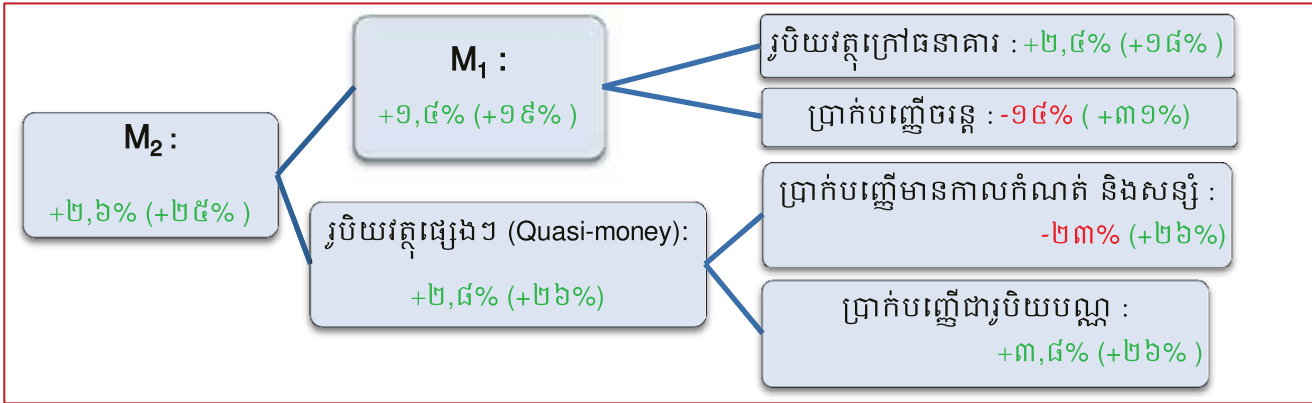 M2 :
+២,៦% (+២៥% )
M1 :
+១,៤% (+១៩% )
រូបិយវត្ថុផ្សេងៗ (Quasi-money):
+២,៨% (+២៦%)
រូបិយវត្ថុក្រៅធនាគារ : +២,៤% (+១៨% )
ប្រាក់បញ្ញើចរន្ត : -១៤% ( +៣១%)
ប្រាក់បញ្ញើមានកាលកំណត់ និងសន្សំ :
-២៣% (+២៦%)
ប្រាក់បញ្ញើជារូបិយបណ្ណ :
+៣,៨% (+២៦% )